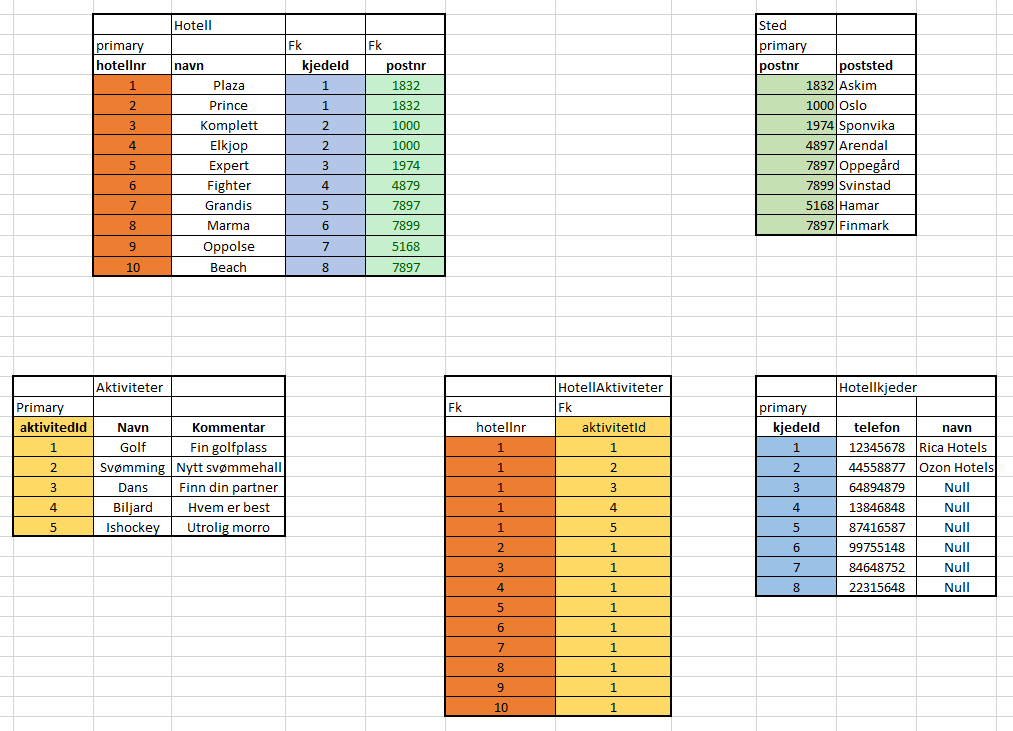 Hotell
primary Fk Fk
hotellnr navn kjedeId postnr
1 Plaza 1 1832
2 Prince 1 1832
3 Komplett 2 1000
4 Elkjop 2 1000
5 Expert 3 1974
6 Fighter 4 4879
7 Grandis 5 7897
8 Marma 6 7899
9 Oppolse 7 5168
10 Beach 8 7897
Sted
primary
postnr poststed
1832 Askim
1000 Oslo
1974 Sponvika
4897 Arendal
7897 Oppegård
7899 Svinstad
5168 Hamar
7897 Finmark
Aktiviteter
Primary
aktivitedId Navn Kommentar
1 Golf Fin golfplass
2 Svømming Nytt svømmehall
3 Dans Finn din partner
4 Biljard Hvem er best
5 Ishockey Utrolig morro
HotellAktiviteter
Fk Fk
hotellnr aktivitetId
1 1
1 2
1 3
1 4
1 5
2 1
3 1
4 1
5 1
6 1
7 1
8 1
9 1
10 1
Hotellkjeder
primary
kjedeId telefon navn
1 12345678 Rica Hotels
2 44558877 Ozon Hotels
3 64894879 Null
4 13846848 Null
5 87416587 Null
6 99755148 Null
7 84648752 Null
8 22315648 Null